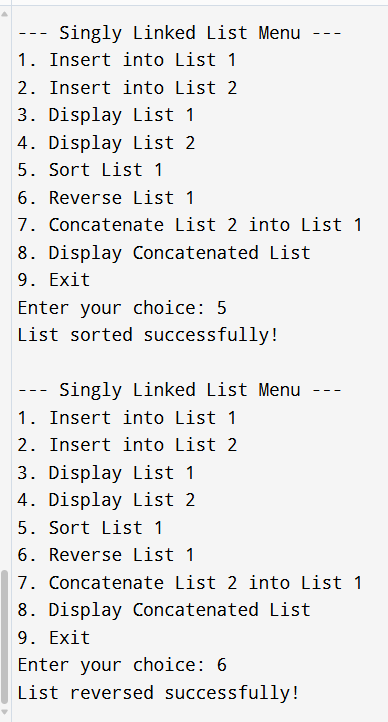 --- Singly Linked List Menu ---
1. Insert into List 1
2. Insert into List 2
3. Display List 1
4. Display List 2
5. Sort List 1
6. Reverse List 1
7. Concatenate List 2 into List 1
8. Display Concatenated List
9. Exit
Enter your choice: 5
List sorted successfully!

--- Singly Linked List Menu ---
1. Insert into List 1
2. Insert into List 2
3. Display List 1
4. Display List 2
5. Sort List 1
6. Reverse List 1
7. Concatenate List 2 into List 1
8. Display Concatenated List
9. Exit
Enter your choice: 6
List reversed successfully!